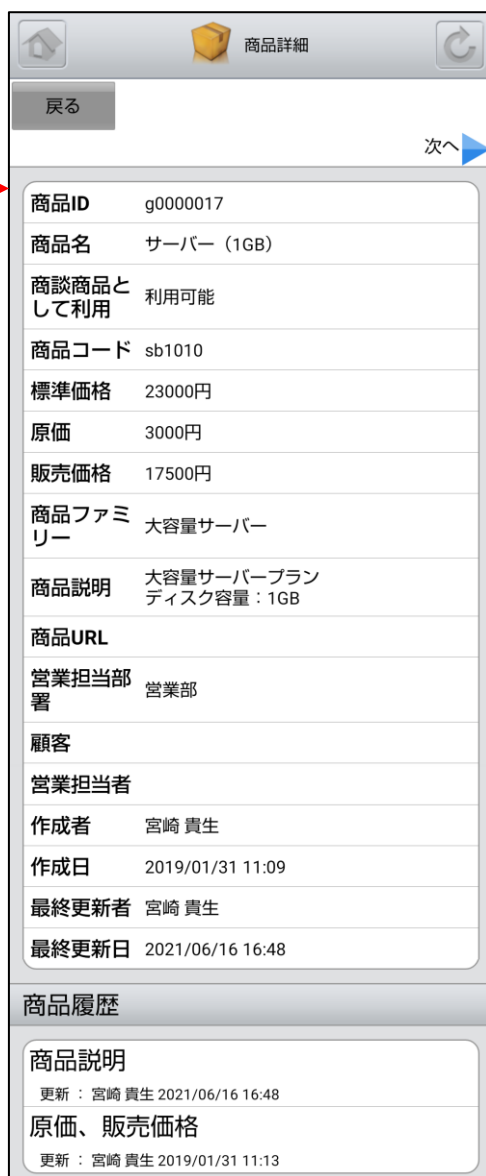 商品詳細
戻る
次へ
商品ID g0000017
商品名 サーバー（1GB）
商談商品と
して利用 利用可能
商品コード sb1010
標準価格 23000円
原価 3000円
販売価格 17500円
商品ファミ
リー 大容量サーバー
商品説明 大容量サーバープラン
ディスク容量：1GB
商品URL
営業担当部
署 営業部
顧客
営業担当者
作成者 宮崎 貴生
作成日 2019/01/31 11:09
最終更新者 宮崎 貴生
最終更新日 2021/06/16 16:48
商品履歴
商品説明
更新 ： 宮崎 貴生 2021/06/16 16:48
原価、販売価格
更新 ： 宮崎 貴生 2019/01/31 11:13